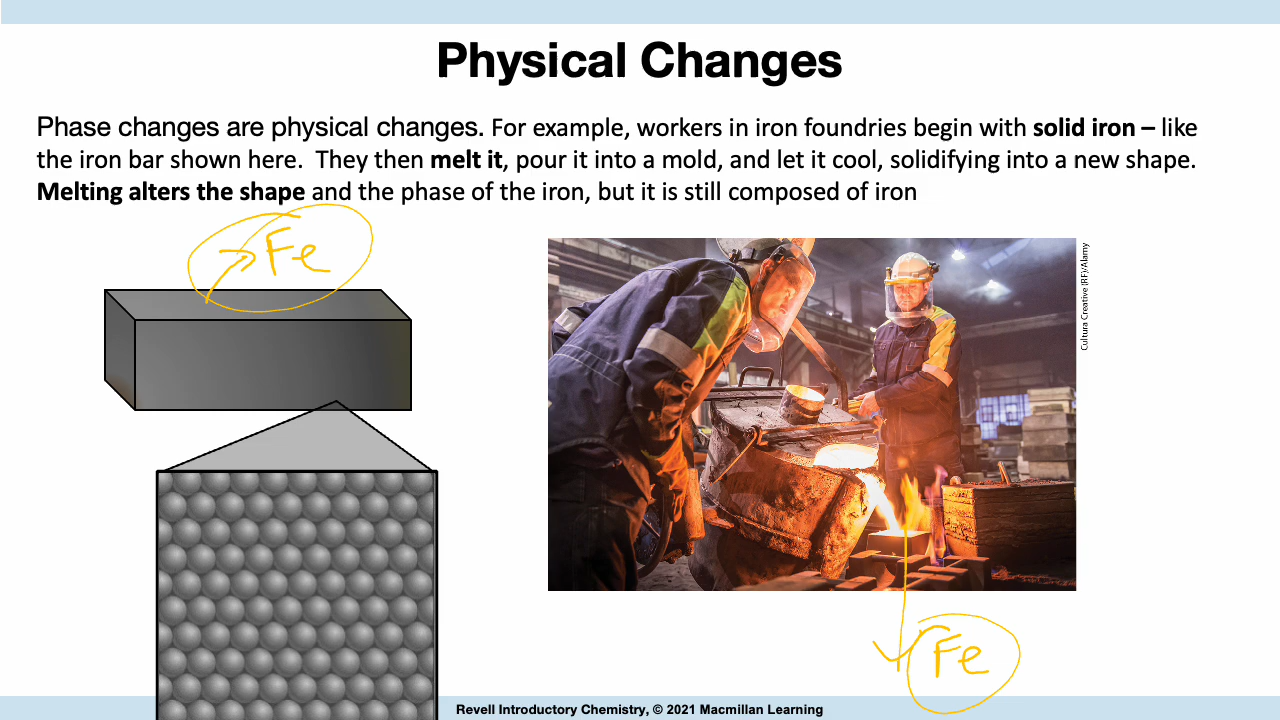 Physical Changes
Phase changes are physical changes. For example, workers in iron foundries begin with solid iron – like
the iron bar shown here.  They then melt it, pour it into a mold, and let it cool, solidifying into a new shape.
Melting alters the shape and the phase of the iron, but it is still composed of iron
Fe
Cultura Creative (RF)/Alamy
Fe
Revell Introductory Chemistry, © 2021 Macmillan Learning